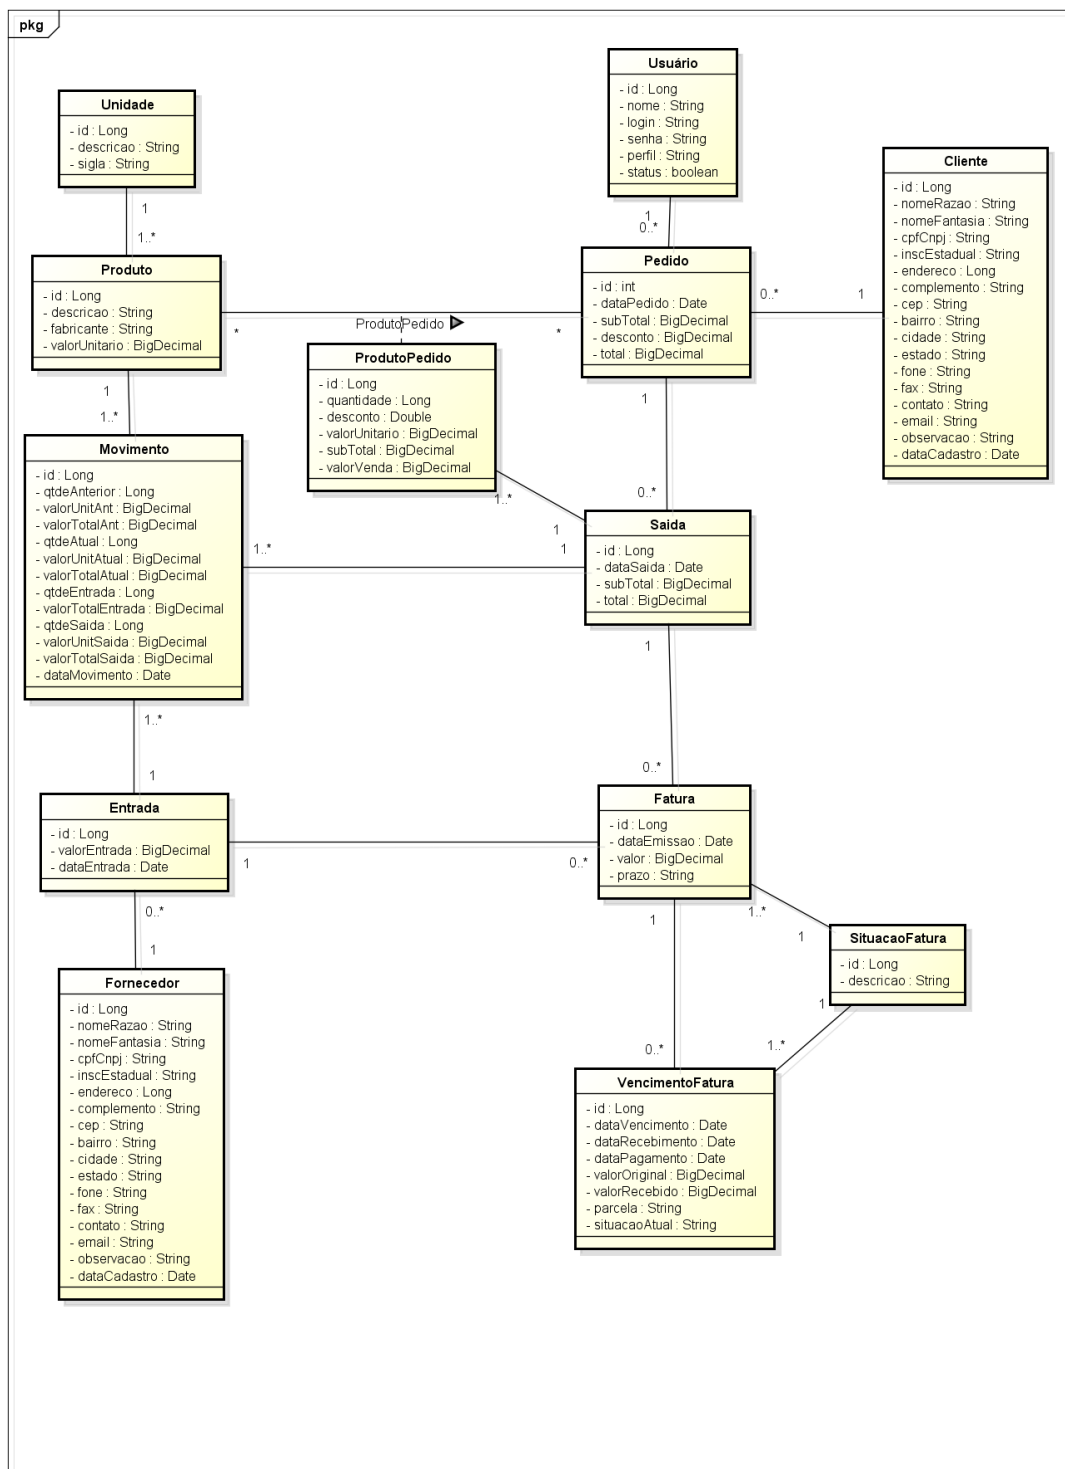 pkg
Usuário
- id : Long
- nome : String
- login : String
- senha : String
- perfil : String
- status : boolean
Unidade
- id : Long
- descricao : String
- sigla : String
Cliente
- id : Long
- nomeRazao : String
- nomeFantasia : String
- cpfCnpj : String
- inscEstadual : String
- endereco : Long
- complemento : String
- cep : String
- bairro : String
- cidade : String
- estado : String
- fone : String
- fax : String
- contato : String
- email : String
- observacao : String
- dataCadastro : Date
1
1..*
1
0..*
Produto
- id : Long
- descricao : String
- fabricante : String
- valorUnitario : BigDecimal
Pedido
- id : int
- dataPedido : Date
- subTotal : BigDecimal
- desconto : BigDecimal
- total : BigDecimal
0..*
1
*
ProdutoPedido
*
ProdutoPedido
- id : Long
- quantidade : Long
- desconto : Double
- valorUnitario : BigDecimal
- subTotal : BigDecimal
- valorVenda : BigDecimal
1
1..*
1
0..*
Movimento
- id : Long
- qtdeAnterior : Long
- valorUnitAnt : BigDecimal
- valorTotalAnt : BigDecimal
- qtdeAtual : Long
- valorUnitAtual : BigDecimal
- valorTotalAtual : BigDecimal
- qtdeEntrada : Long
- valorTotalEntrada : BigDecimal
- qtdeSaida : Long
- valorUnitSaida : BigDecimal
- valorTotalSaida : BigDecimal
- dataMovimento : Date
1..*
1
1..*
1
Saida
- id : Long
- dataSaida : Date
- subTotal : BigDecimal
- total : BigDecimal
1
0..*
1..*
1
Entrada
- id : Long
- valorEntrada : BigDecimal
- dataEntrada : Date
1
0..*
Fatura
- id : Long
- dataEmissao : Date
- valor : BigDecimal
- prazo : String
0..*
1
1
1..*
1
SituacaoFatura
- id : Long
- descricao : String
1
1..*
0..*
Fornecedor
- id : Long
- nomeRazao : String
- nomeFantasia : String
- cpfCnpj : String
- inscEstadual : String
- endereco : Long
- complemento : String
- cep : String
- bairro : String
- cidade : String
- estado : String
- fone : String
- fax : String
- contato : String
- email : String
- observacao : String
- dataCadastro : Date
VencimentoFatura
- id : Long
- dataVencimento : Date
- dataRecebimento : Date
- dataPagamento : Date
- valorOriginal : BigDecimal
- valorRecebido : BigDecimal
- parcela : String
- situacaoAtual : String